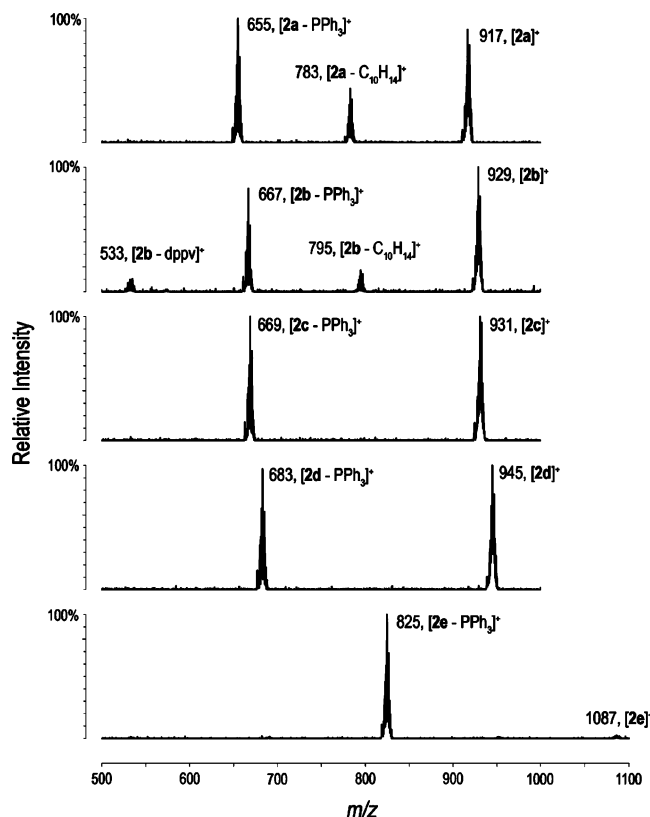 100%
655, [2a - PPh₃]⁺
917, [2a]⁺
783, [2a - C₁₀H₁₄]⁺
100%
667, [2b - PPh₃]⁺
929, [2b]⁺
533, [2b - dppv]⁺
795, [2b - C₁₀H₁₄]⁺
100%
669, [2c - PPh₃]⁺
931, [2c]⁺
Relative Intensity
100%
683, [2d - PPh₃]⁺
945, [2d]⁺
100%
825, [2e - PPh₃]⁺
1087, [2e]⁺
500 600 700 800 900 1000 1100
m/z